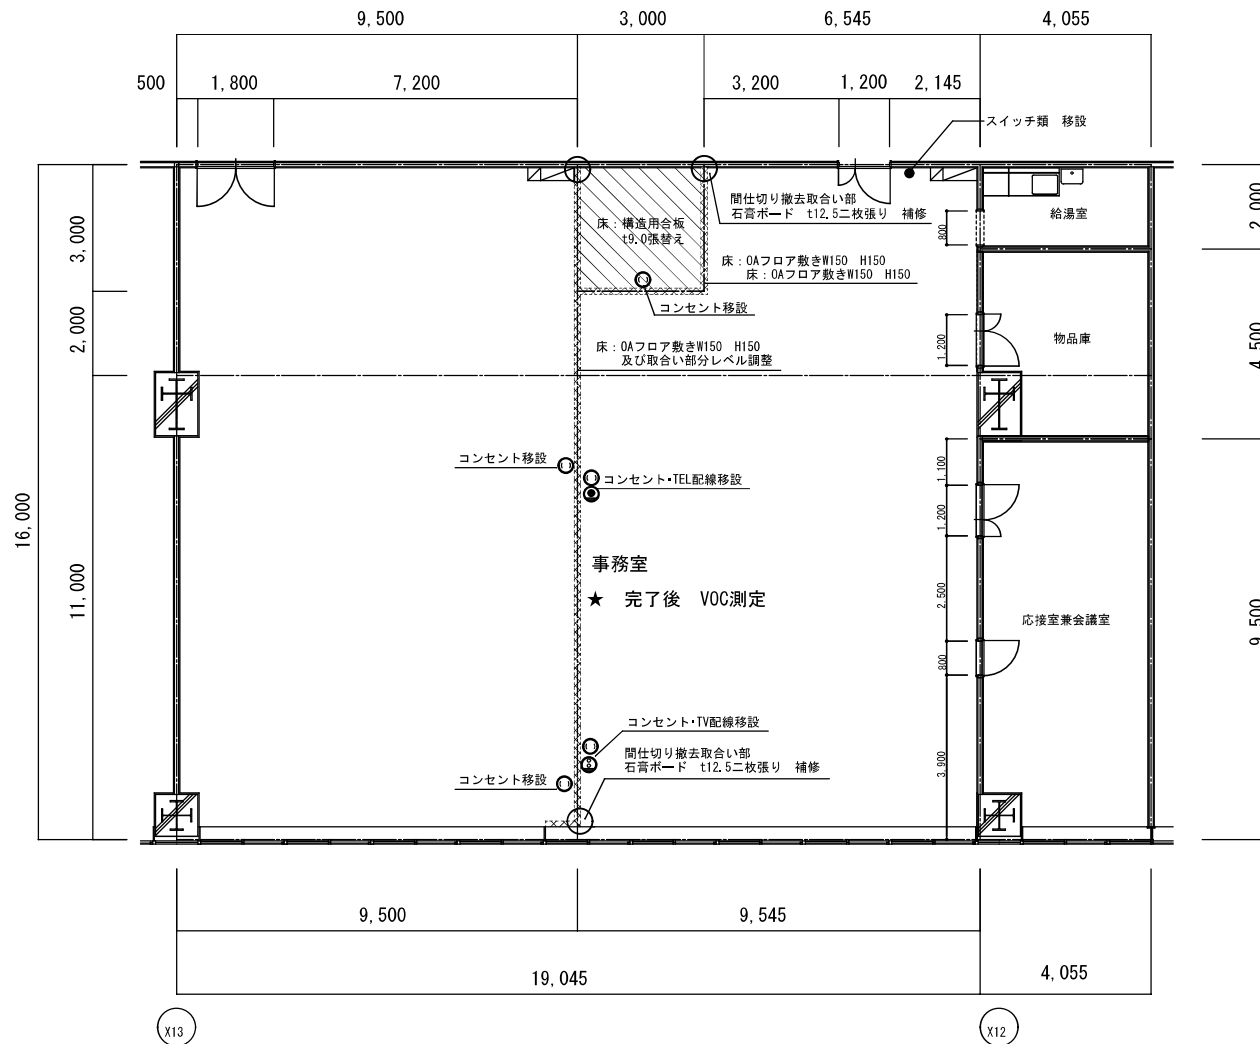 9,500
3,000
6,545
4,055
500
1,800
7,200
3,200
1,200
2,145
スイッチ類 移設
間仕切り撤去取合い部
石膏ボード t12.5二枚張り 補修
給湯室
床：構造用合板
t9.0張替え
800
2,000
3,000
床：OAフロア敷きW150 H150
床：OAフロア敷きW150 H150
コンセント移設
2,000
床：OAフロア敷きW150 H150
及び取合い部分レベル調整
1,200
物品庫
4,500
コンセント移設
コンセント・TEL配線移設
1,100
1,200
16,000
11,000
事務室
★ 完了後 VOC測定
2,500
応接室兼会議室
9,500
800
コンセント・TV配線移設
間仕切り撤去取合い部
石膏ボード t12.5二枚張り 補修
コンセント移設
3,900
9,500
9,545
19,045
4,055
X13
X12